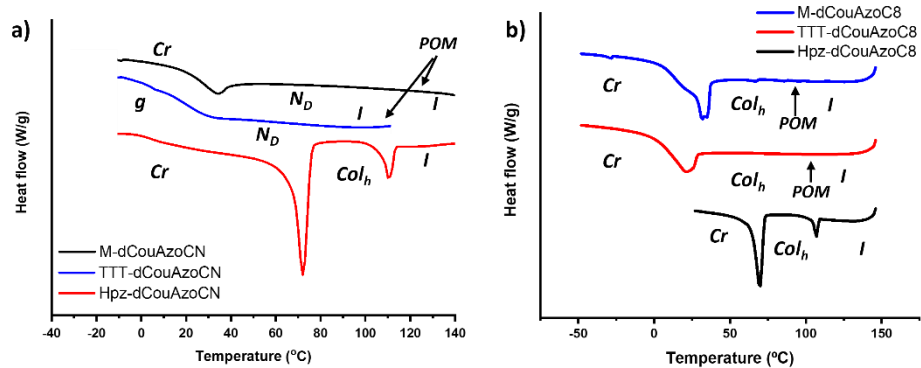 a)
Heat flow (W/g)
Cr
POM
g
N_D
I
I
N_D
Cr
Col_h
I
M-dCouAzoCN
TTT-dCouAzoCN
Hpz-dCouAzoCN
-40 -20 0 20 40 60 80 100 120 140
Temperature (ºC)
b)
Heat flow (W/g)
M-dCouAzoC8
TTT-dCouAzoC8
Hpz-dCouAzoC8
Cr
Col_h
I
POM
Cr
Col_h
I
POM
Cr
Col_h
I
-50 0 50 100 150
Temperature (ºC)